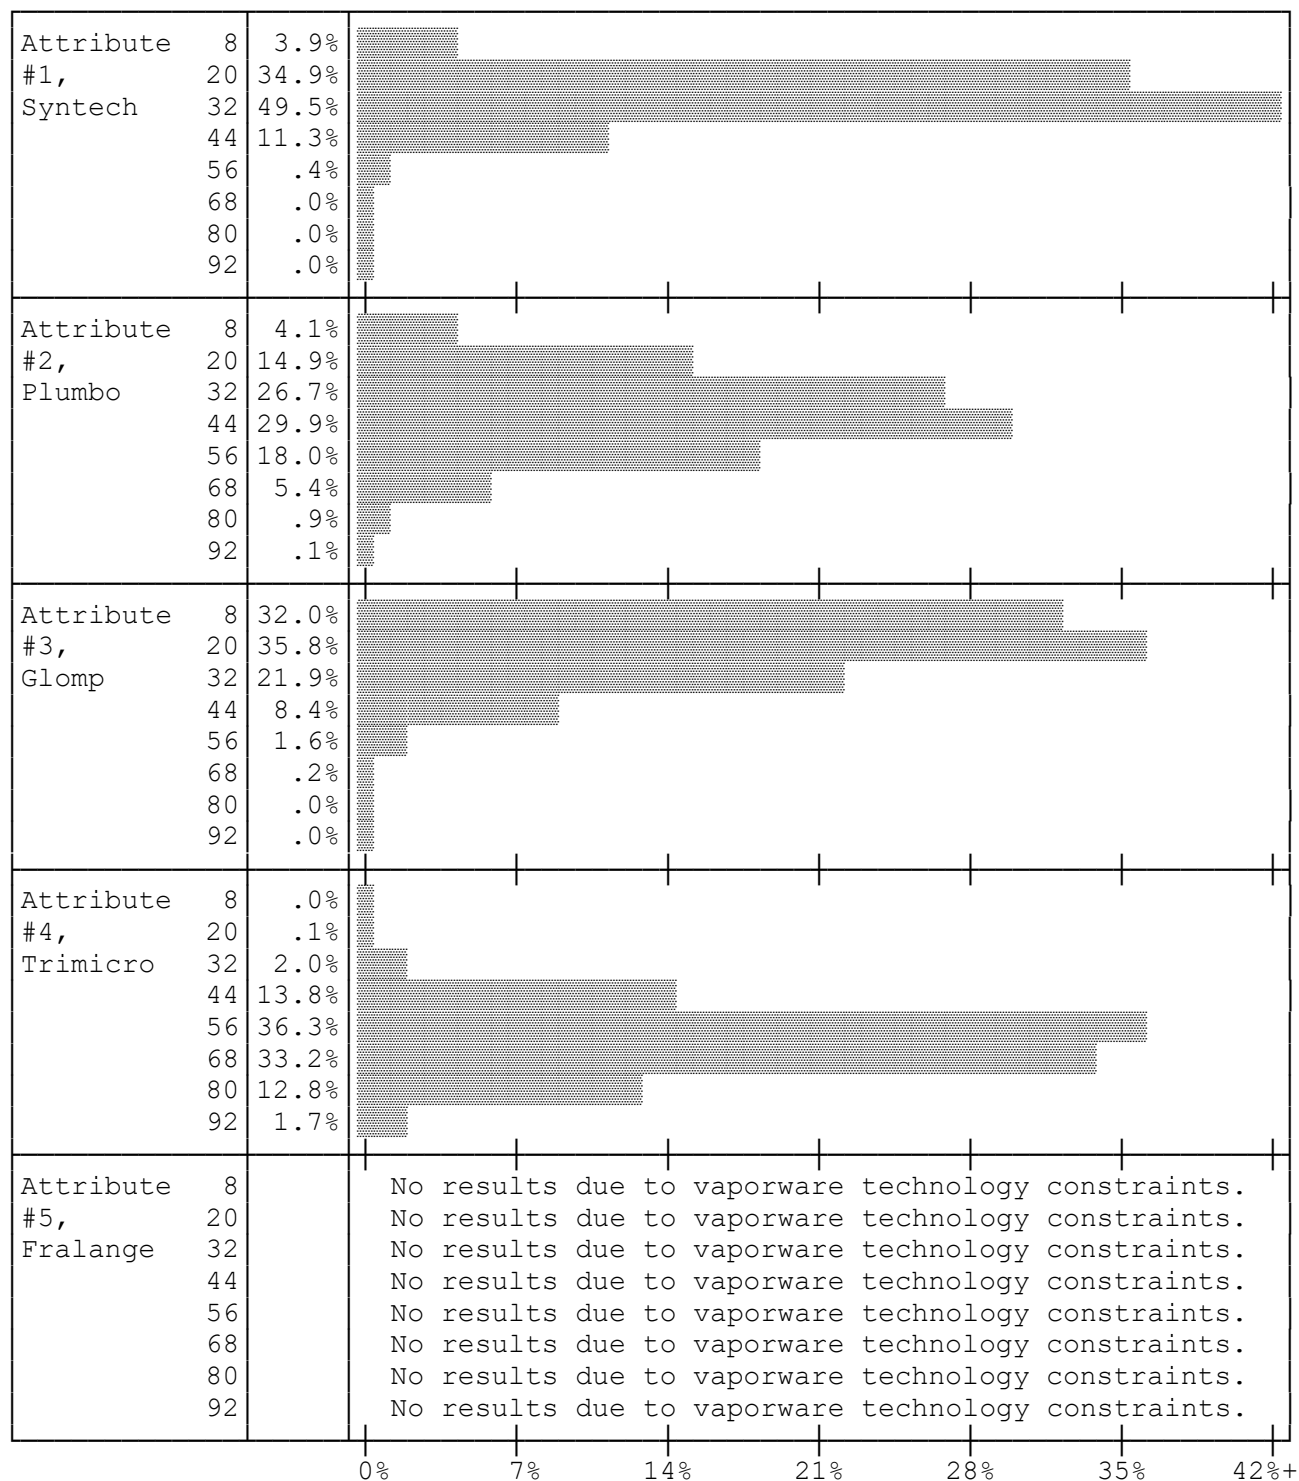 Attribute 8 3.9%
#1, 20 34.9%
Syntech 32 49.5%
44 11.3%
56 .4%
68 .0%
80 .0%
92 .0%
Attribute 8 4.1%
#2, 20 14.9%
Plumbo 32 26.7%
44 29.9%
56 18.0%
68 5.4%
80 .9%
92 .1%
Attribute 8 32.0%
#3, 20 35.8%
Glomp 32 21.9%
44 8.4%
56 1.6%
68 .2%
80 .0%
92 .0%
Attribute 8 .0%
#4, 20 .1%
Trimicro 32 2.0%
44 13.8%
56 36.3%
68 33.2%
80 12.8%
92 1.7%
Attribute 8 No results due to vaporware technology constraints.
#5, 20 No results due to vaporware technology constraints.
Fralange 32 No results due to vaporware technology constraints.
44 No results due to vaporware technology constraints.
56 No results due to vaporware technology constraints.
68 No results due to vaporware technology constraints.
80 No results due to vaporware technology constraints.
92 No results due to vaporware technology constraints.
0% 7% 14% 21% 28% 35% 42%+